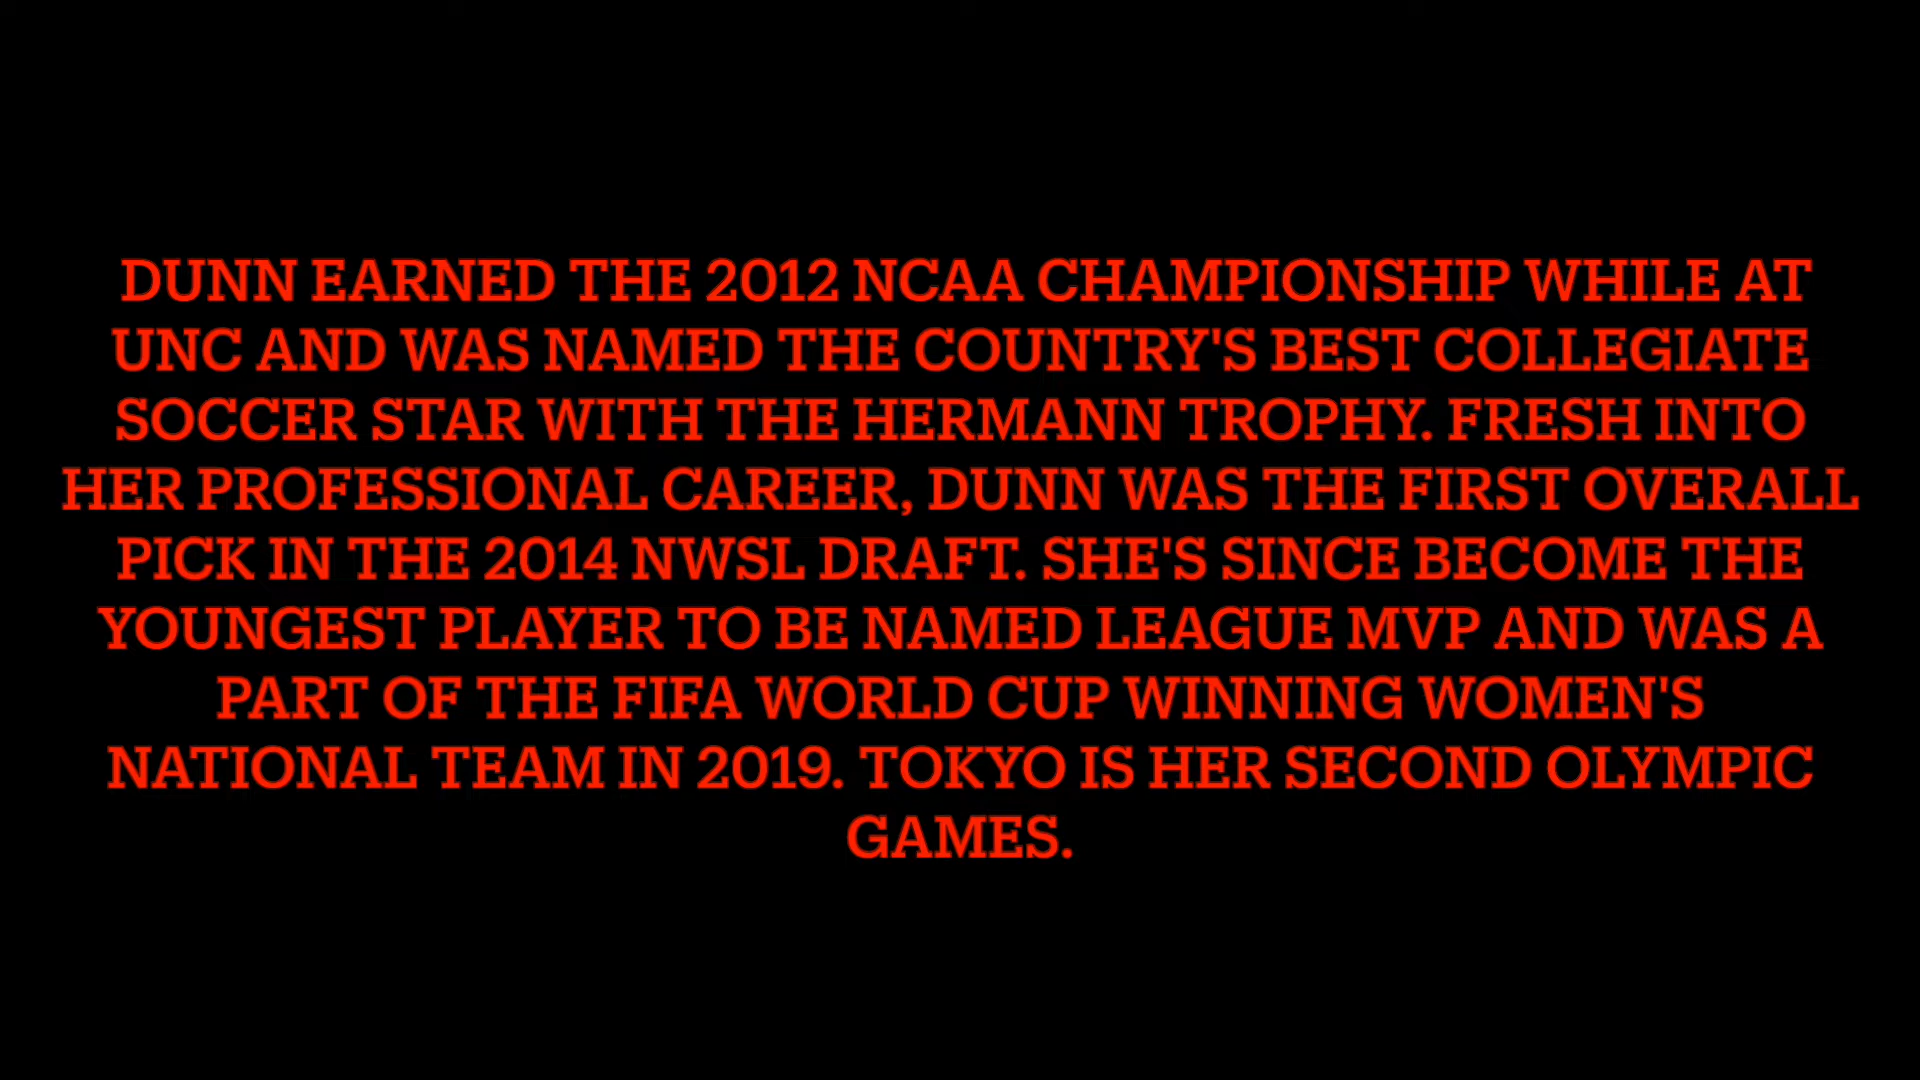 DUNN EARNED THE 2012 NCAA CHAMPIONSHIP WHILE AT
UNC AND WAS NAMED THE COUNTRY'S BEST COLLEGIATE
SOCCER STAR WITH THE HERMANN TROPHY. FRESH INTO
HER PROFESSIONAL CAREER, DUNN WAS THE FIRST OVERALL
PICK IN THE 2014 NWSL DRAFT. SHE'S SINCE BECOME THE
YOUNGEST PLAYER TO BE NAMED LEAGUE MVP AND WAS A
PART OF THE FIFA WORLD CUP WINNING WOMEN'S
NATIONAL TEAM IN 2019. TOKYO IS HER SECOND OLYMPIC
GAMES.